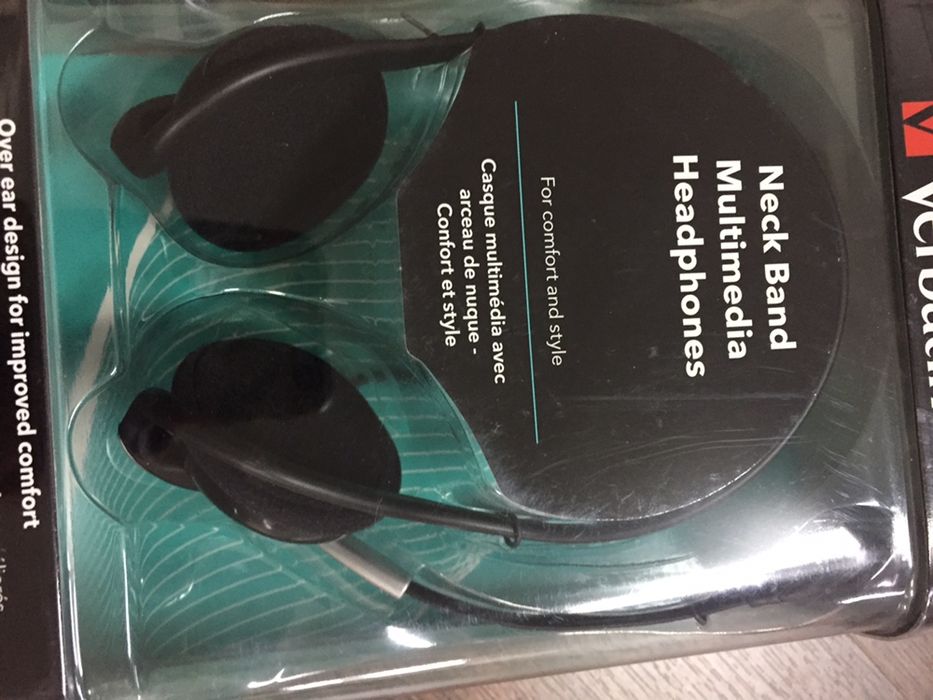 Verbatim
Neck Band
Multimedia
Headphones
For comfort and style
Casque multimédia avec
arceau de nuque -
Confort et style
Over ear design for improved comfort